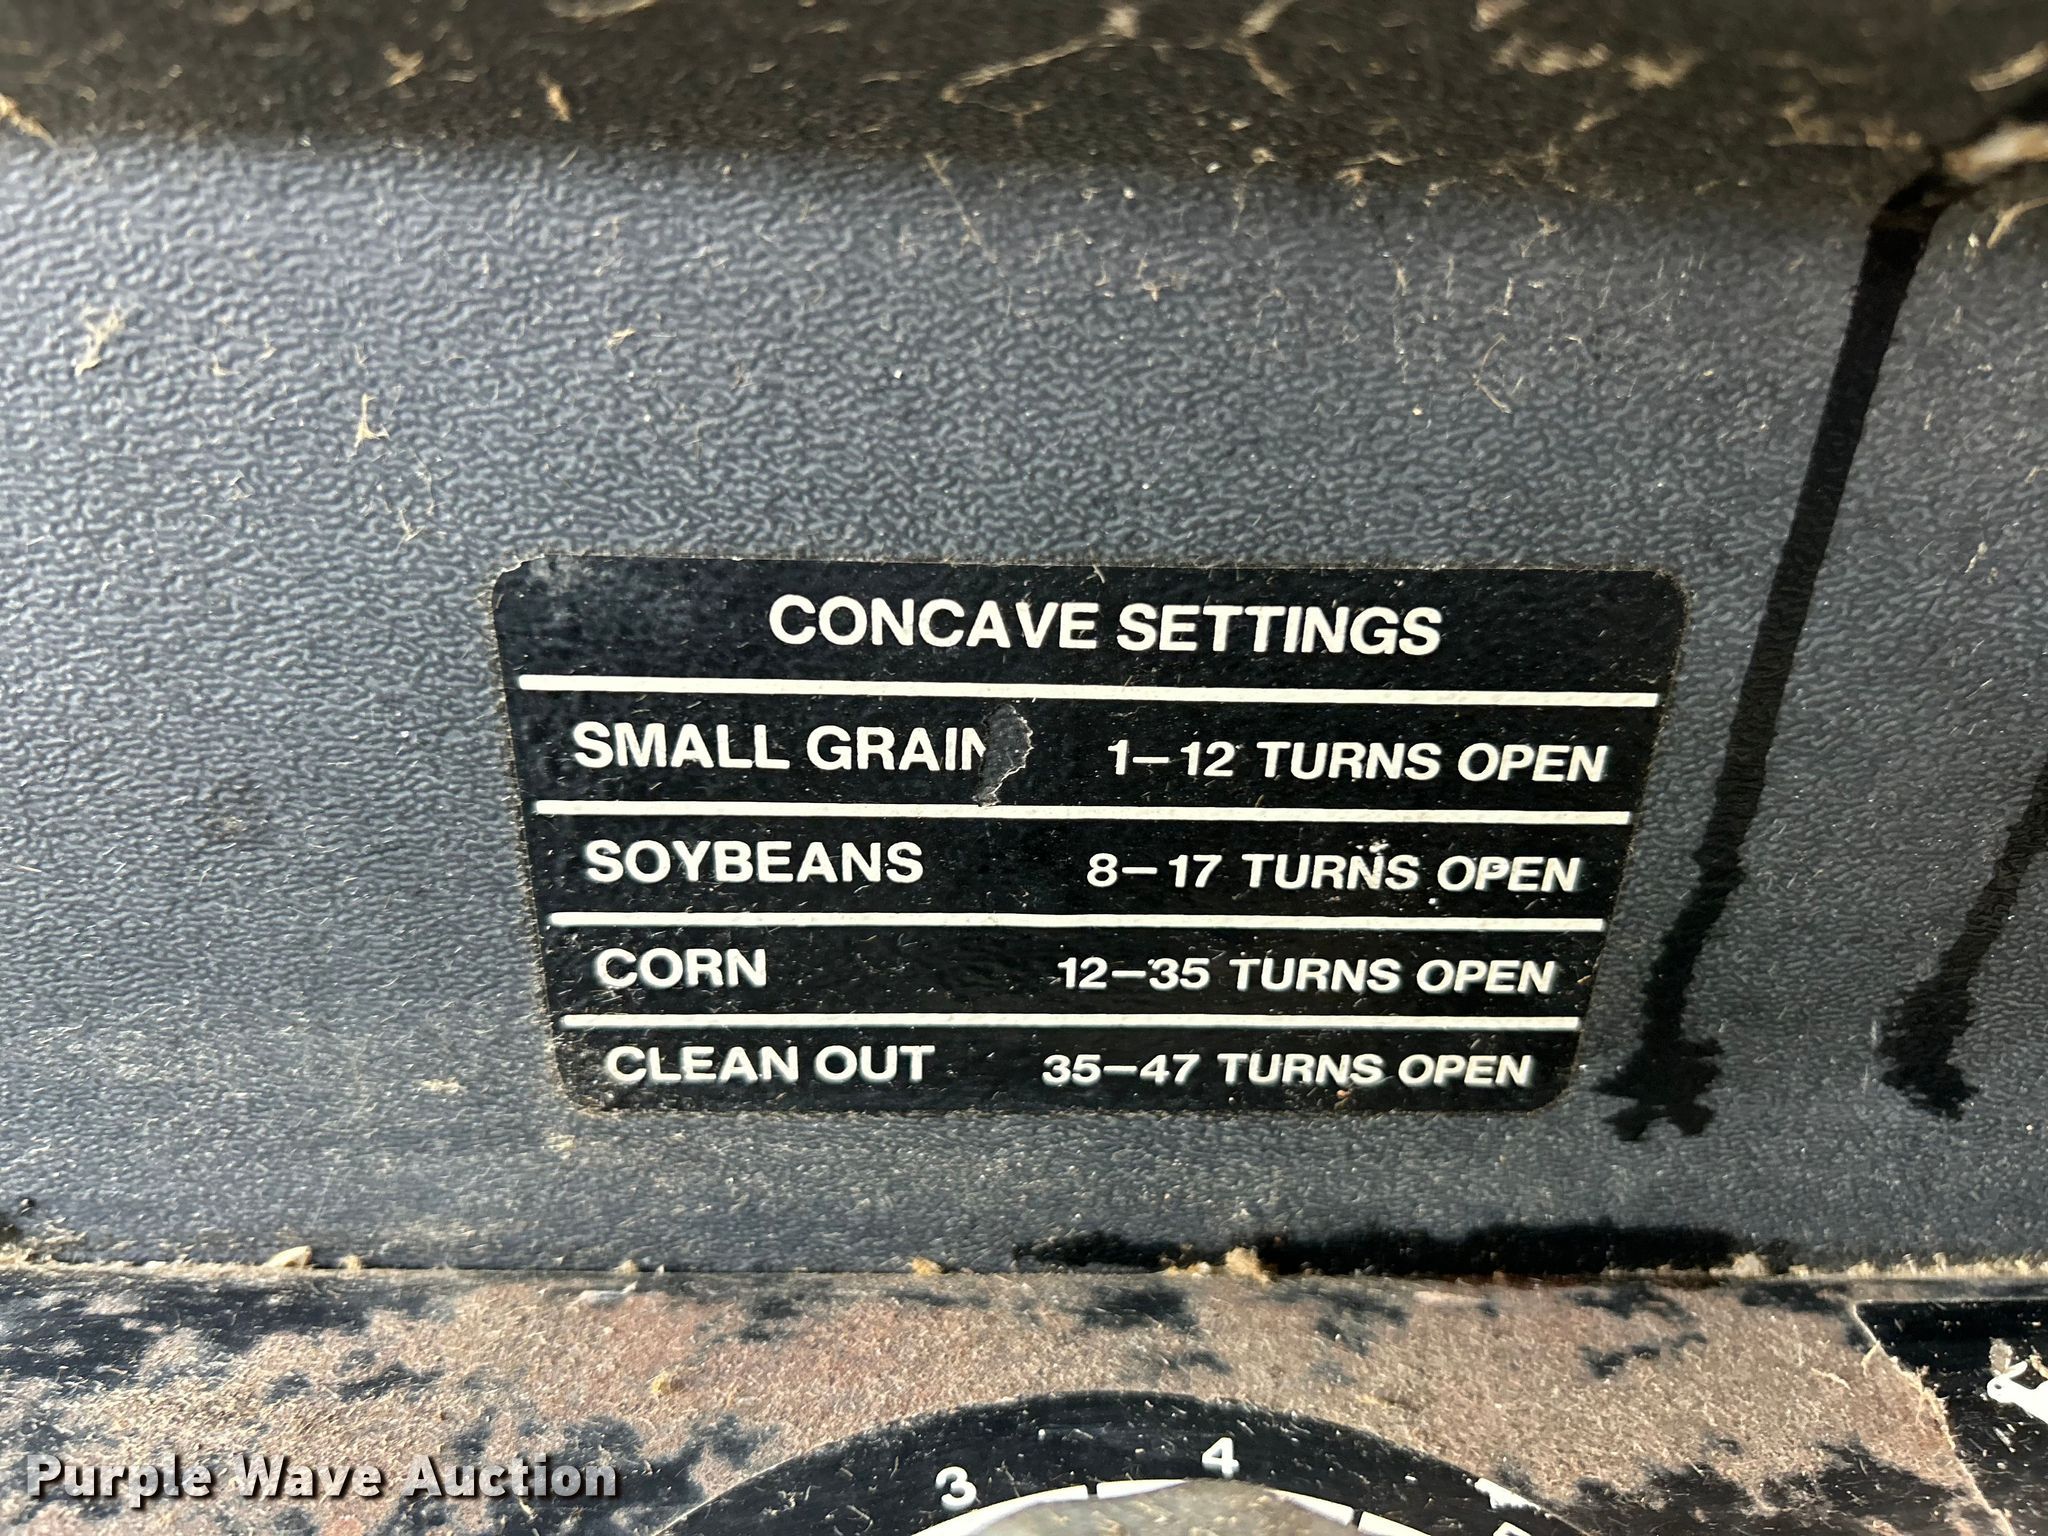 CONCAVE SETTINGS
SMALL GRAIN 1-12 TURNS OPEN
SOYBEANS 8-17 TURNS OPEN
CORN 12-35 TURNS OPEN
CLEAN OUT 35-47 TURNS OPEN
3 4
Purple Wave Auction